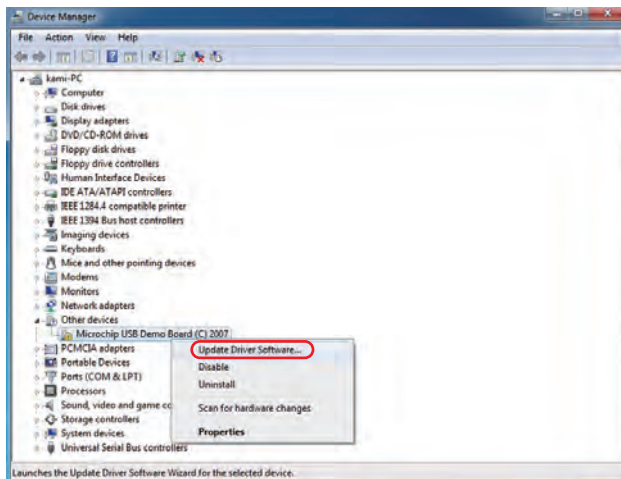 Device Manager
File Action View Help
kami-PC
Computer
Disk drives
Display adapters
DVD/CD-ROM drives
Floppy disk drives
Floppy drive controllers
Human Interface Devices
IDE ATA/ATAPI controllers
IEEE 1284.4 compatible printer
IEEE 1394 Bus host controllers
Imaging devices
Keyboards
Mice and other pointing devices
Modems
Monitors
Network adapters
Other devices
Microchip USB Demo Board (C) 2007
PCMCIA adapters
Portable Devices
Ports (COM & LPT)
Processors
Sound, video and game co
Storage controllers
System devices
Universal Serial Bus controllers
Update Driver Software...
Disable
Uninstall
Scan for hardware changes
Properties
Launches the Update Driver Software Wizard for the selected device.